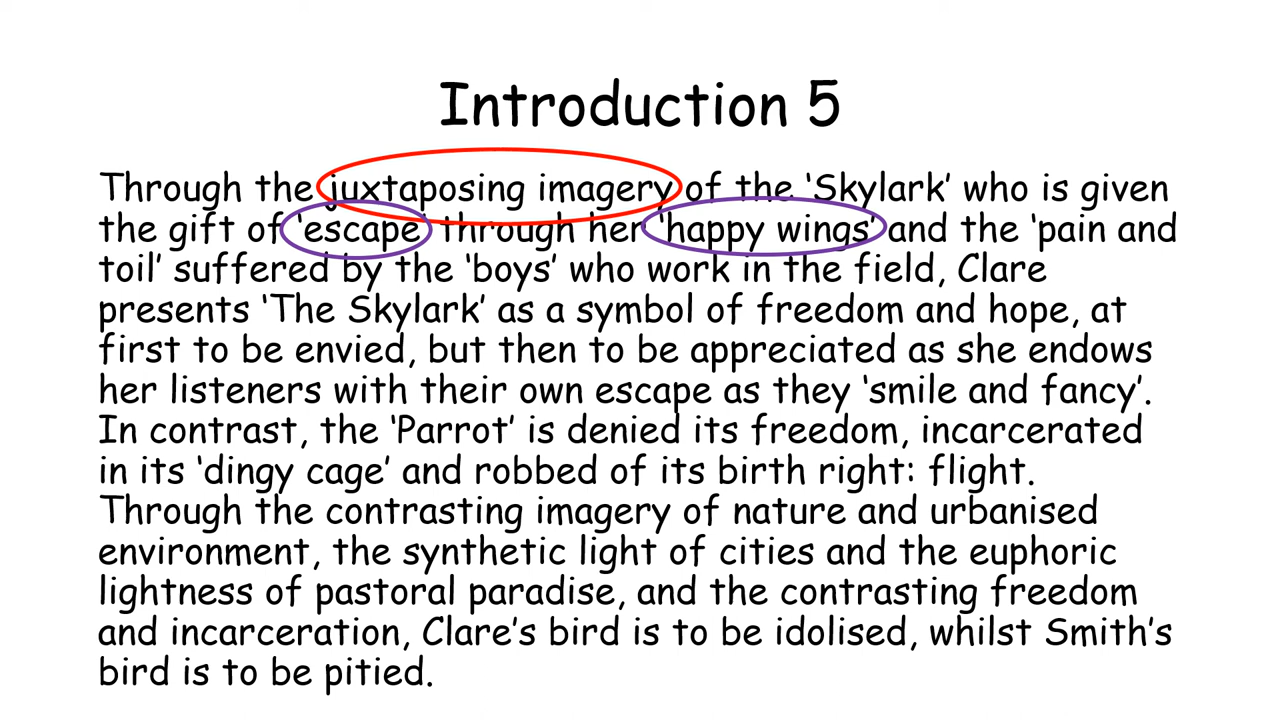 Introduction 5
Through the juxtaposing imagery of the ‘Skylark’ who is given
the gift of ‘escape’ through her ‘happy wings’ and the ‘pain and
toil’ suffered by the ‘boys’ who work in the field, Clare
presents ‘The Skylark’ as a symbol of freedom and hope, at
first to be envied, but then to be appreciated as she endows
her listeners with their own escape as they ‘smile and fancy’.
In contrast, the ‘Parrot’ is denied its freedom, incarcerated
in its ‘dingy cage’ and robbed of its birth right: flight.
Through the contrasting imagery of nature and urbanised
environment, the synthetic light of cities and the euphoric
lightness of pastoral paradise, and the contrasting freedom
and incarceration, Clare’s bird is to be idolised, whilst Smith’s
bird is to be pitied.